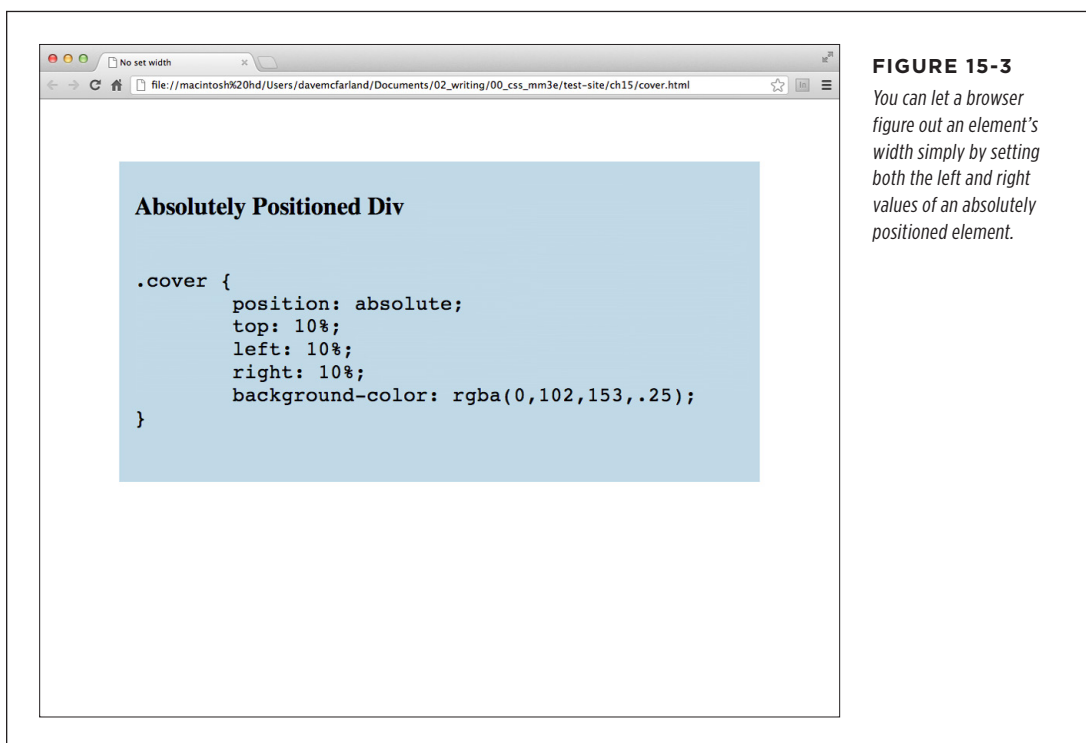 No set width
file://macintosh%20hd/Users/davemcfarland/Documents/02_writing/00_css_mm3e/test-site/ch15/cover.html
Absolutely Positioned Div
.cover {
position: absolute;
top: 10%;
left: 10%;
right: 10%;
background-color: rgba(0,102,153,.25);
}
FIGURE 15-3
You can let a browser
figure out an element’s
width simply by setting
both the left and right
values of an absolutely
positioned element.